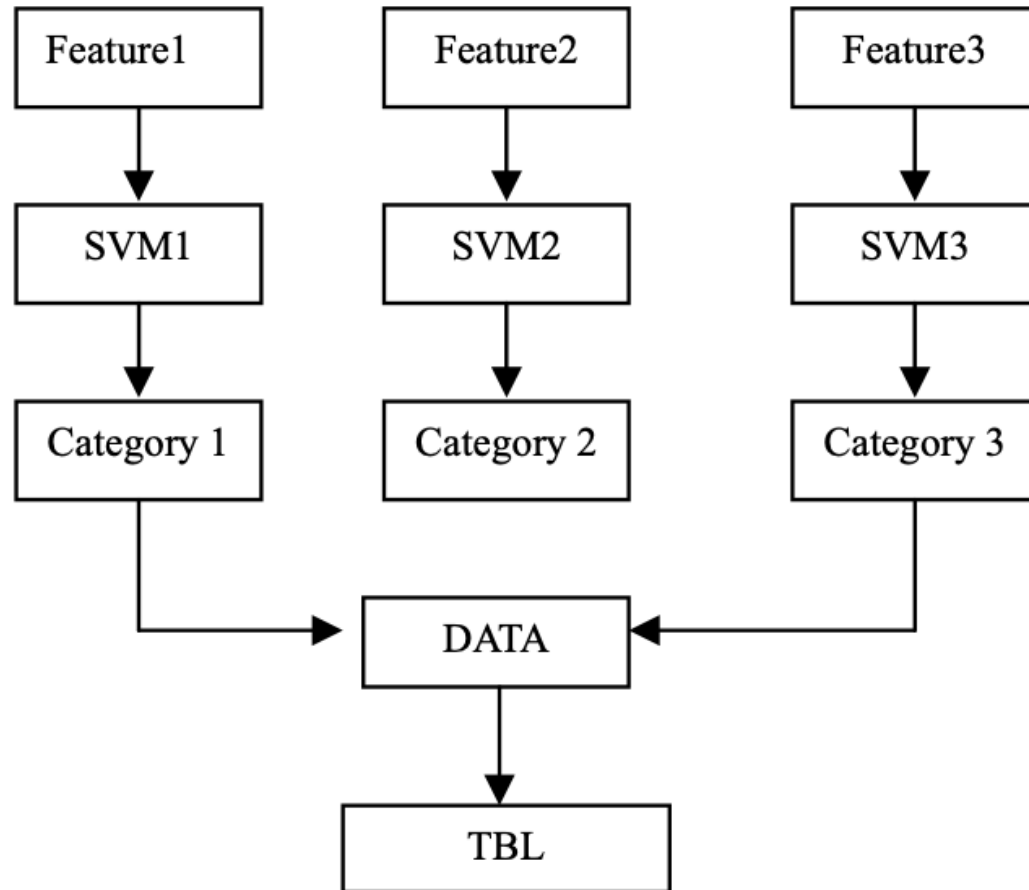 Feature1
Feature2
Feature3
SVM1
SVM2
SVM3
Category 1
Category 2
Category 3
DATA
TBL